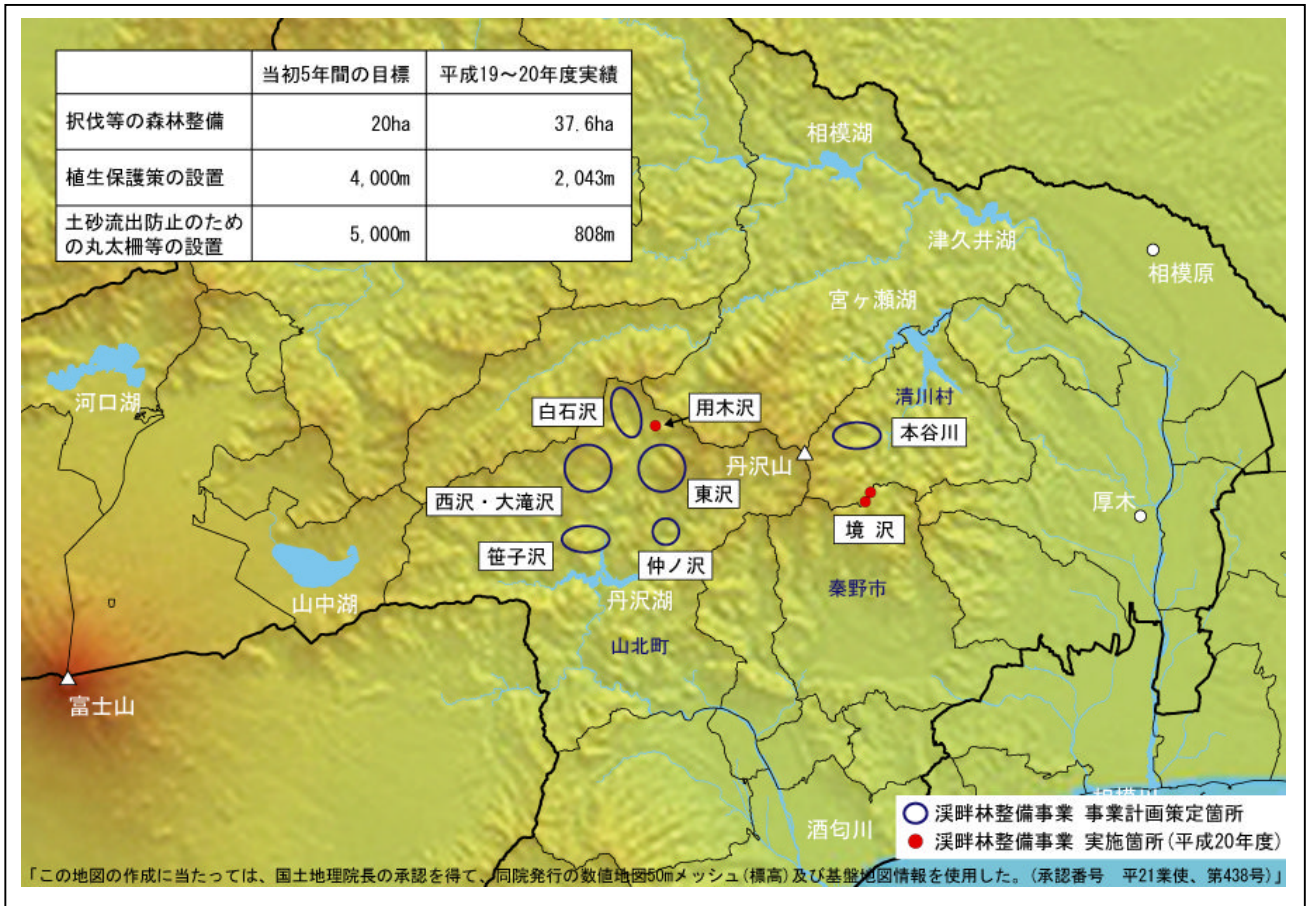 当初5年間の目標 平成19～20年度実績
択伐等の森林整備 20ha 37.6ha
植生保護策の設置 4,000m 2,043m
土砂流出防止のため
の丸太柵等の設置 5,000m 808m
相模湖
津久井湖
相模原
宮ヶ瀬湖
河口湖
清川村
白石沢
用木沢
本谷川
丹沢山
西沢・大滝沢
東沢
厚木
境 沢
笹子沢
仲ノ沢
秦野市
山中湖
丹沢湖
山北町
富士山
相模川
酒匂川
渓畔林整備事業 事業計画策定箇所
渓畔林整備事業 実施箇所(平成20年度)
「この地図の作成に当たっては、国土地理院長の承認を得て、同院発行の数値地図50mメッシュ(標高)及び基盤地図情報を使用した。(承認番号 平21業使、第438号)」